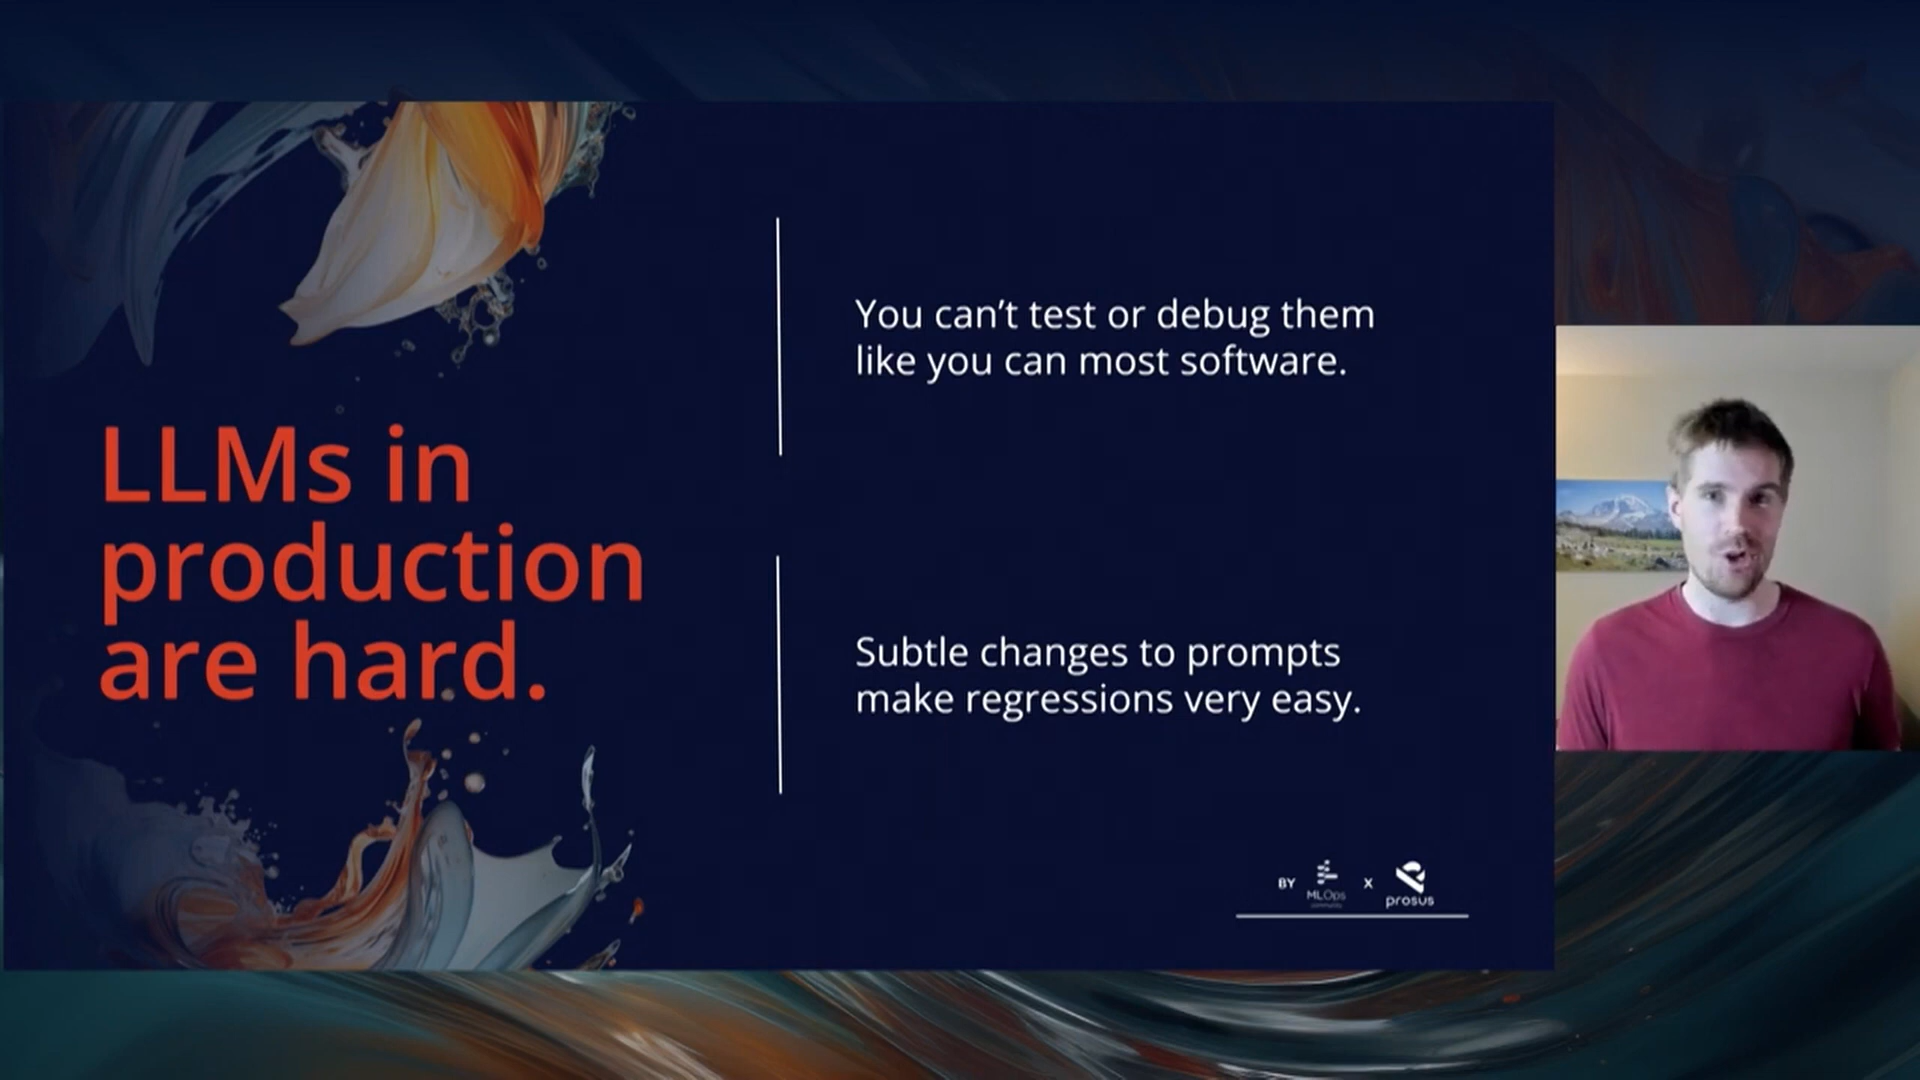 LLMs in
production
are hard.
You can’t test or debug them
like you can most software.
Subtle changes to prompts
make regressions very easy.
BY MLOps x prosus